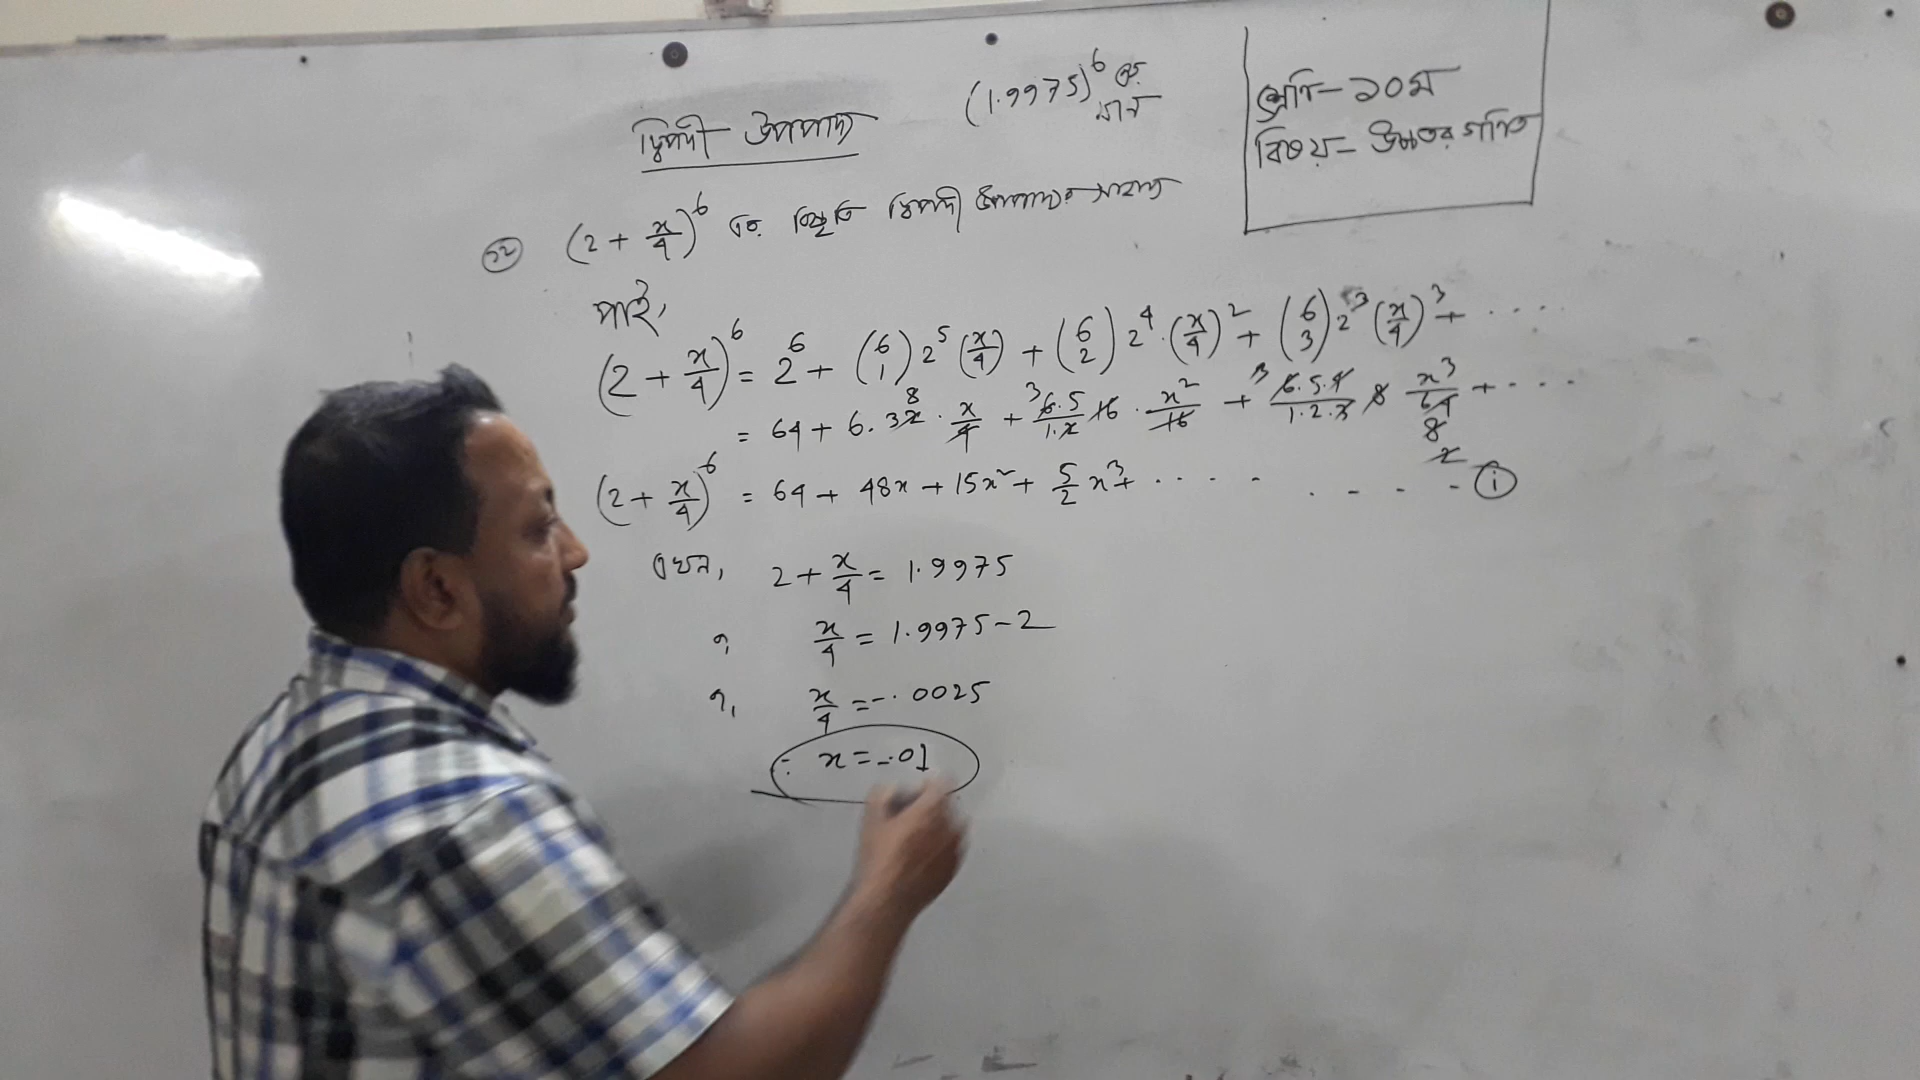 (1.9975)^6 এর
মান
দ্বিপদী উপপাদ্য
শ্রেণি - ১০ম
বিষয় - উচ্চতর গণিত
১২ (2 + x/4)^6 এর বিস্তৃতি দ্বিপদী উপপাদ্যের সাহায্যে
পাই,
(2 + x/4)^6 = 2^6 + (6 1) 2^5 (x/4) + (6 2) 2^4 . (x/4)^2 + (6 3) 2^3 (x/4)^3 + ....
= 64 + 6 . 32 . x/4 + 6.5/1.2 16 . x^2/16 + 6.5.4/1.2.3 8 x^3/64 + ....
(2 + x/4)^6 = 64 + 48x + 15x^2 + 5/2 x^3 + ........ (i)
এখন, 2 + x/4 = 1.9975
বা, x/4 = 1.9975 - 2
বা, x/4 = -.0025
∴ x = -.01